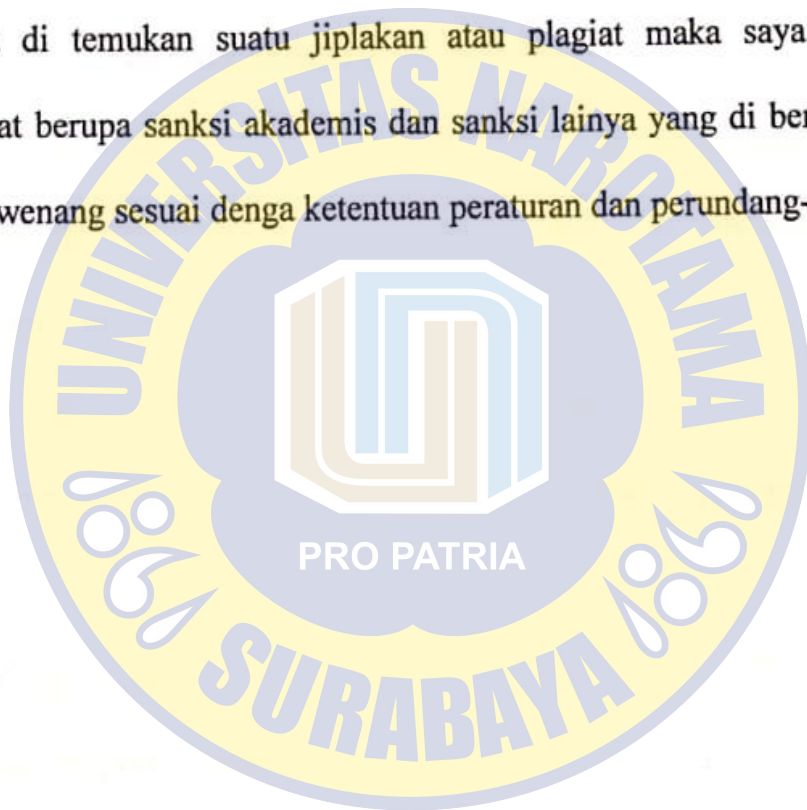 di temukan suatu jiplakan atau plagiat maka saya
at berupa sanksi akademis dan sanksi lainya yang di ber
wenang sesuai denga ketentuan peraturan dan perundang-
UNIVERSITAS NAROTAMA
PRO PATRIA
SURABAYA